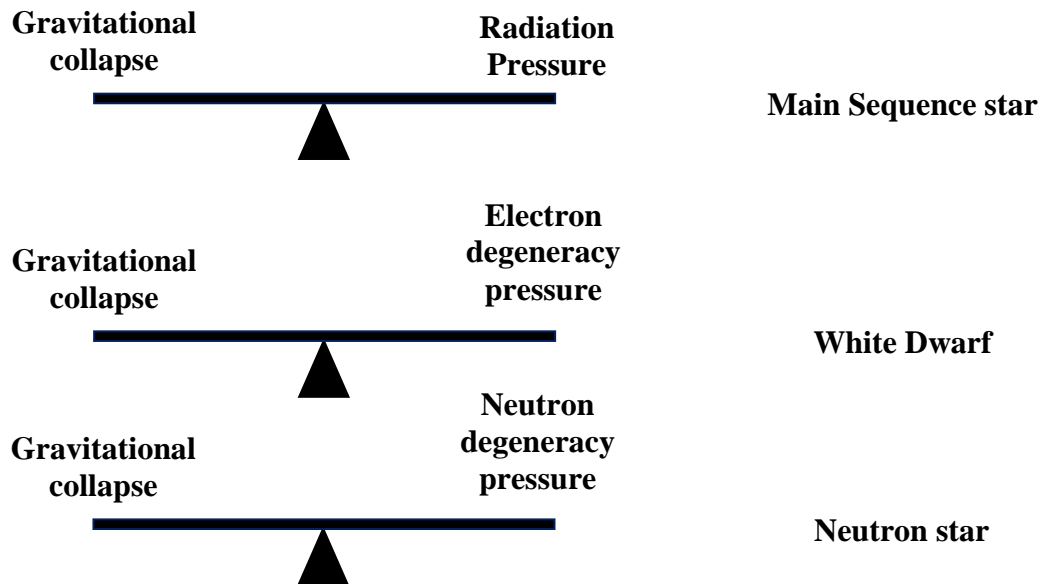 Gravitational
collapse
Radiation
Pressure
Main Sequence star
Gravitational
collapse
Electron
degeneracy
pressure
White Dwarf
Gravitational
collapse
Neutron
degeneracy
pressure
Neutron star